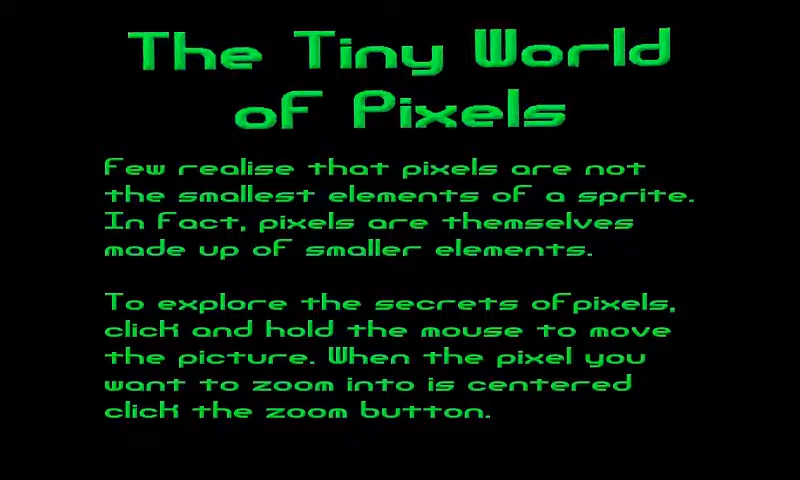 The Tiny World
of Pixels
Few realise that pixels are not
the smallest elements of a sprite.
In fact, pixels are themselves
made up of smaller elements.
To explore the secrets ofpixels,
click and hold the mouse to move
the picture. When the pixel you
want to zoom into is centered
click the zoom button.